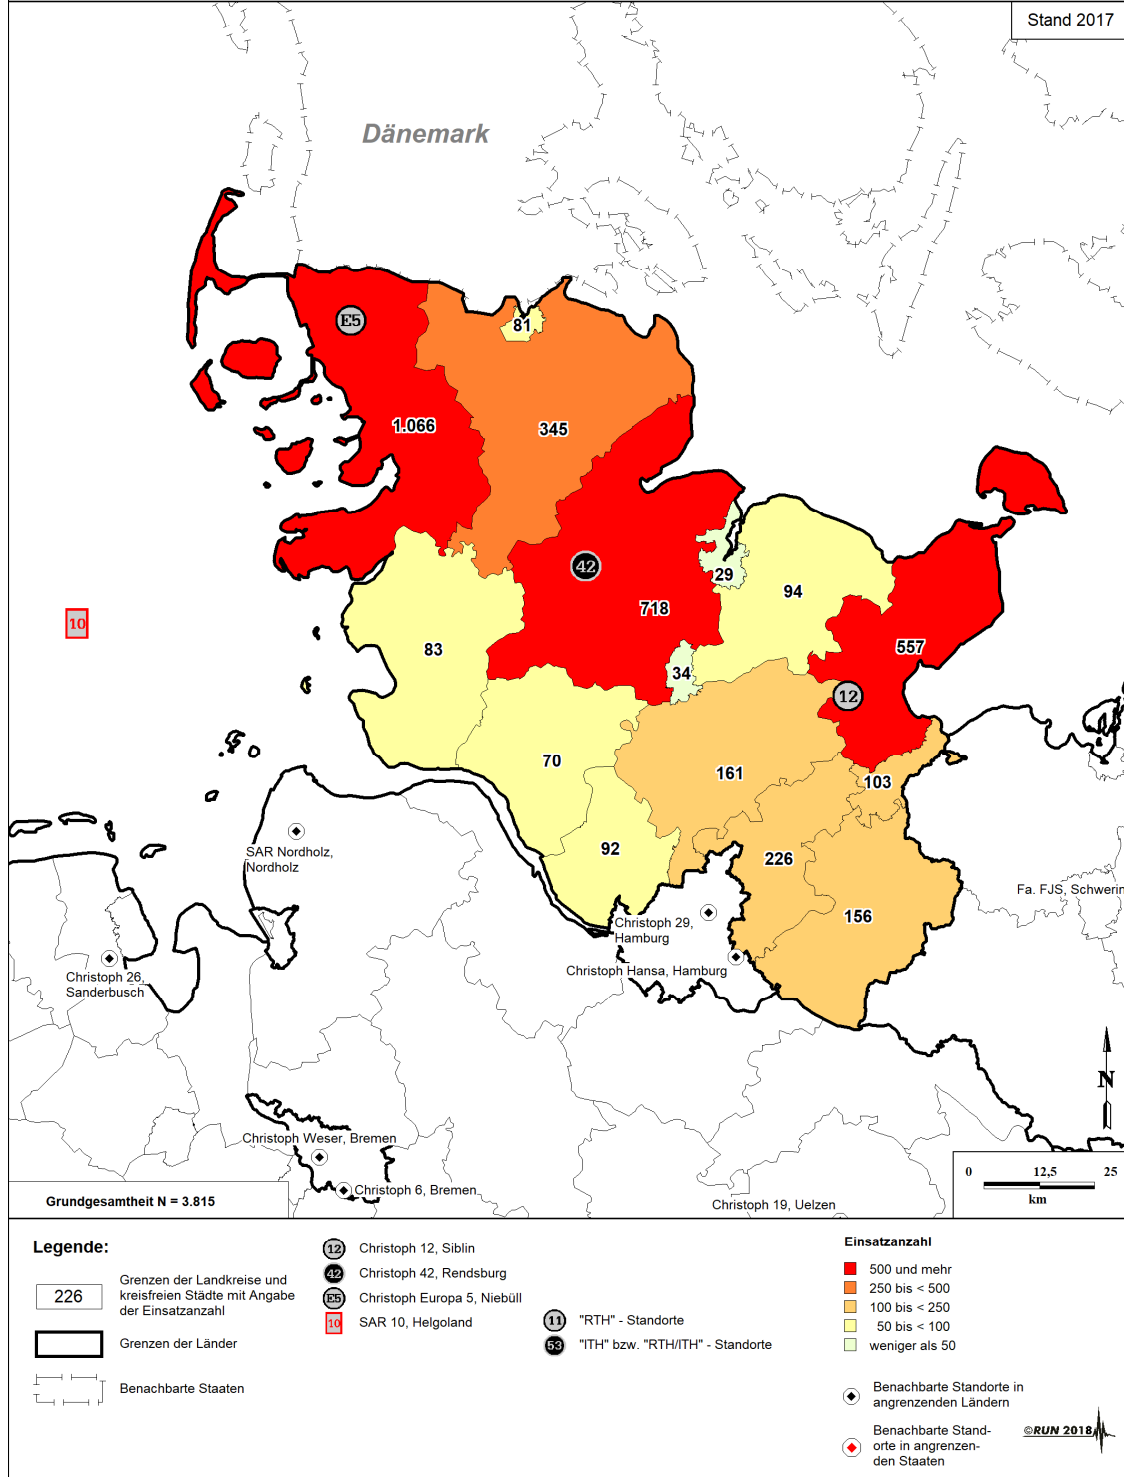 Stand 2017
Dänemark
E5
81
1.066
345
42
29
94
10
718
83
557
34
12
70
161
103
92
226
156
SAR Nordholz,
Nordholz
Fa. FJS, Schwerin
Christoph 29,
Hamburg
Christoph Hansa, Hamburg
Christoph 26,
Sanderbusch
N
Christoph Weser, Bremen
Christoph 6, Bremen
Christoph 19, Uelzen
0 12,5 25
km
Grundgesamtheit N = 3.815
Legende:
226
Grenzen der Landkreise und
kreisfreien Städte mit Angabe
der Einsatzanzahl
Grenzen der Länder
Benachbarte Staaten
12 Christoph 12, Siblin
42 Christoph 42, Rendsburg
E5 Christoph Europa 5, Niebüll
10 SAR 10, Helgoland
11 "RTH" - Standorte
53 "ITH" bzw. "RTH/ITH" - Standorte
Einsatzanzahl
500 und mehr
250 bis < 500
100 bis < 250
50 bis < 100
weniger als 50
Benachbarte Standorte in
angrenzenden Ländern
Benachbarte Stand-
orte in angrenzen-
den Staaten
©RUN 2018